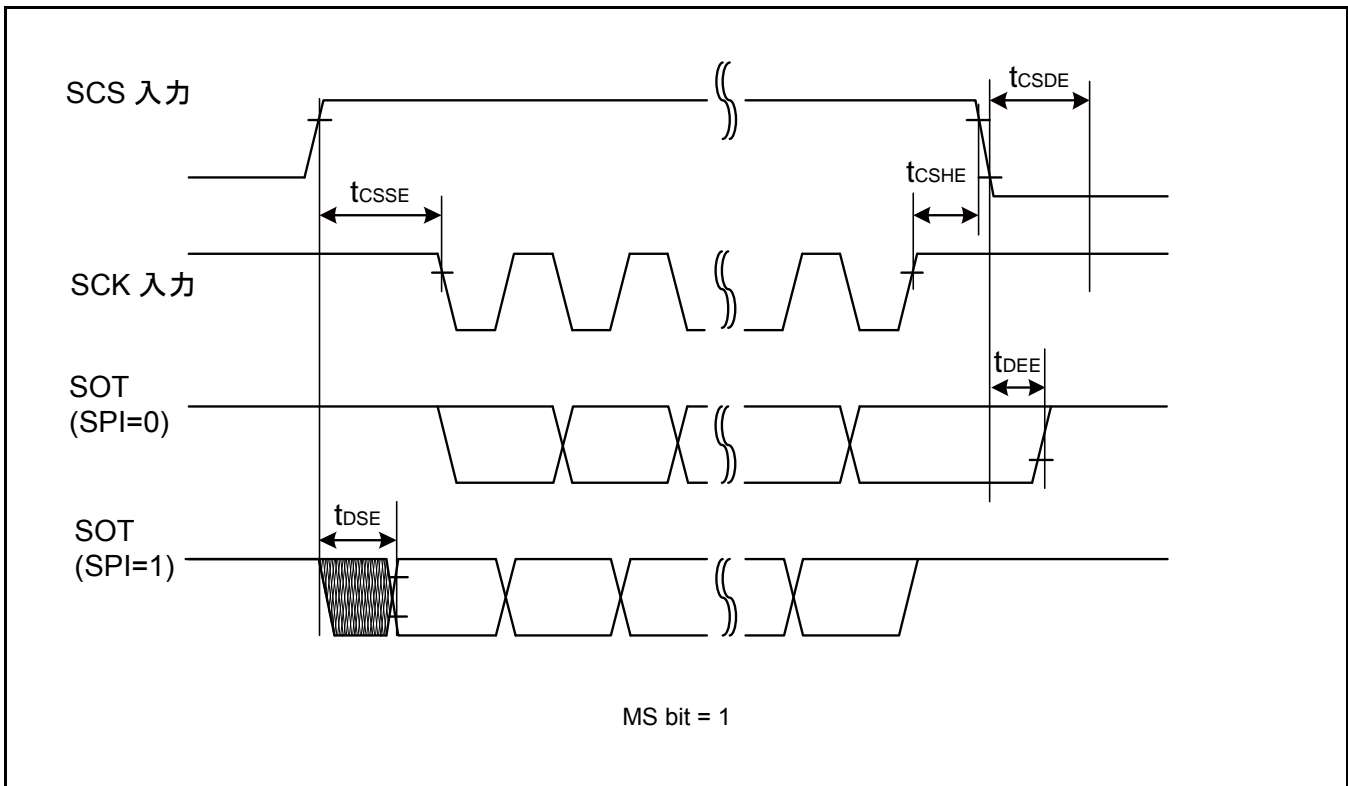 SCS 入力
tCSDE
tCSHE
tCSSE
SCK 入力
tDEE
SOT
(SPI=0)
tDSE
SOT
(SPI=1)
MS bit = 1